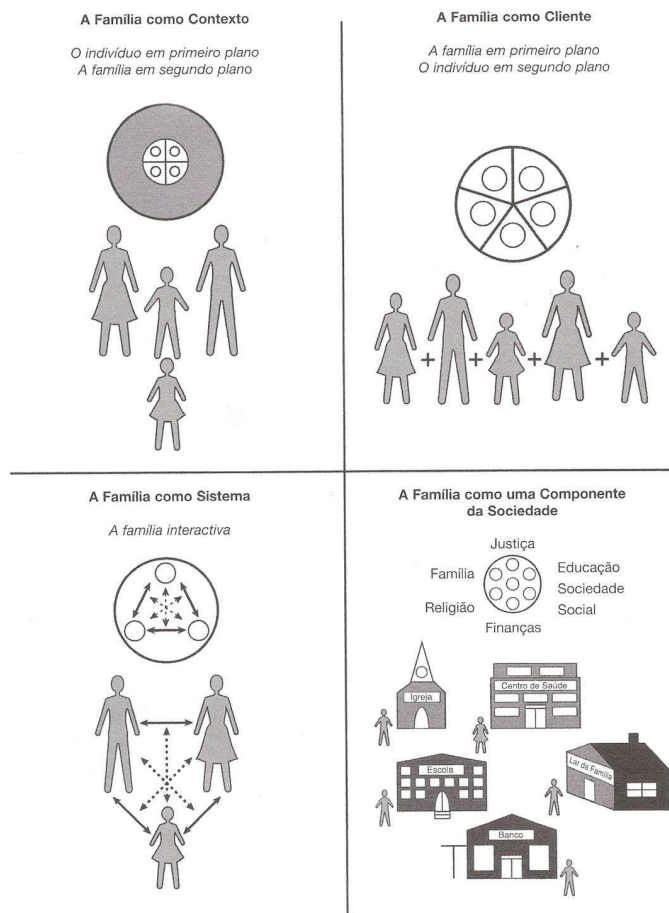 A Família como Contexto
O indivíduo em primeiro plano
A família em segundo plano
A Família como Cliente
A família em primeiro plano
O indivíduo em segundo plano
+ + + +
A Família como Sistema
A família interactiva
A Família como uma Componente
da Sociedade
Justiça
Família
Educação
Sociedade
Religião
Social
Finanças
Igreja
Centro de Saúde
Escola
Lar da Família
Banco